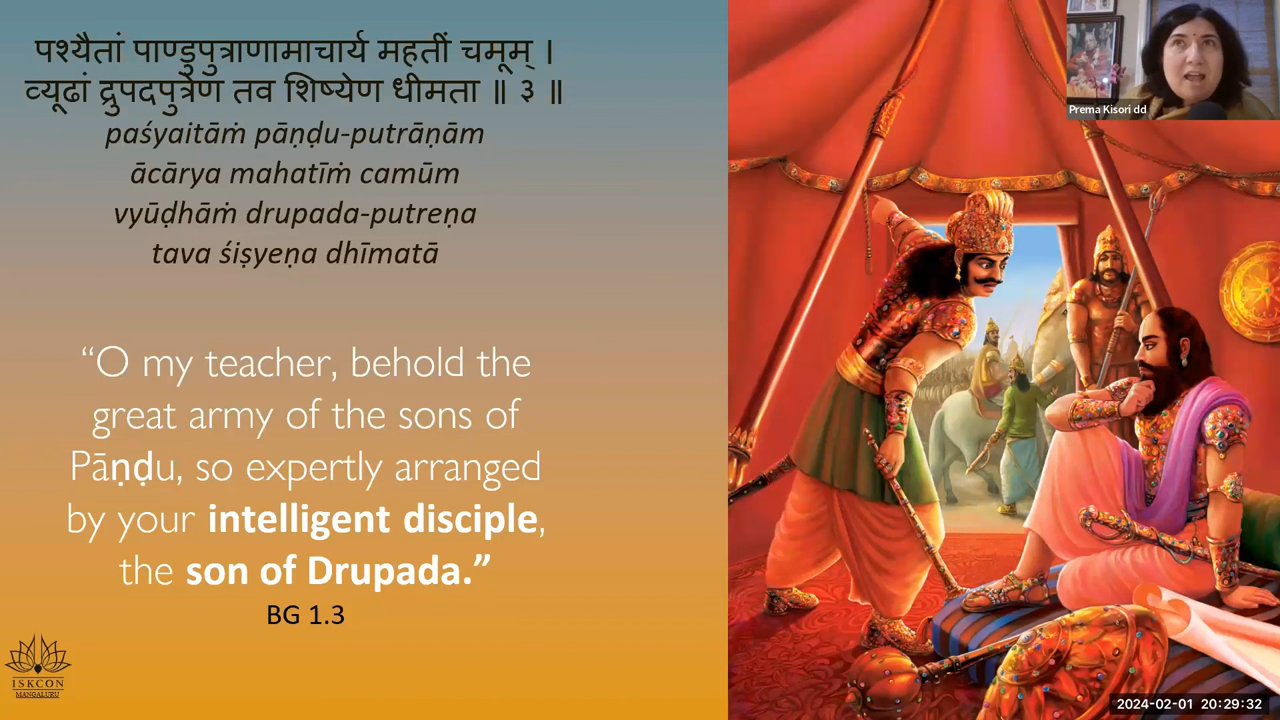 पश्यैतां पाण्डुपुत्राणामाचार्य महतीं चमूम् ।
व्यूढां द्रुपदपुत्रेण तव शिष्येण धीमता ॥ ३ ॥
paśyaitāṁ pāṇḍu-putrāṇām
ācārya mahatīṁ camūm
vyūḍhāṁ drupada-putreṇa
tava śiṣyeṇa dhīmatā
“O my teacher, behold the
great army of the sons of
Pāṇḍu, so expertly arranged
by your intelligent disciple,
the son of Drupada.”
BG 1.3
ISKCON
MANGALURU
Prema Kisori dd
2024-02-01 20:29:32